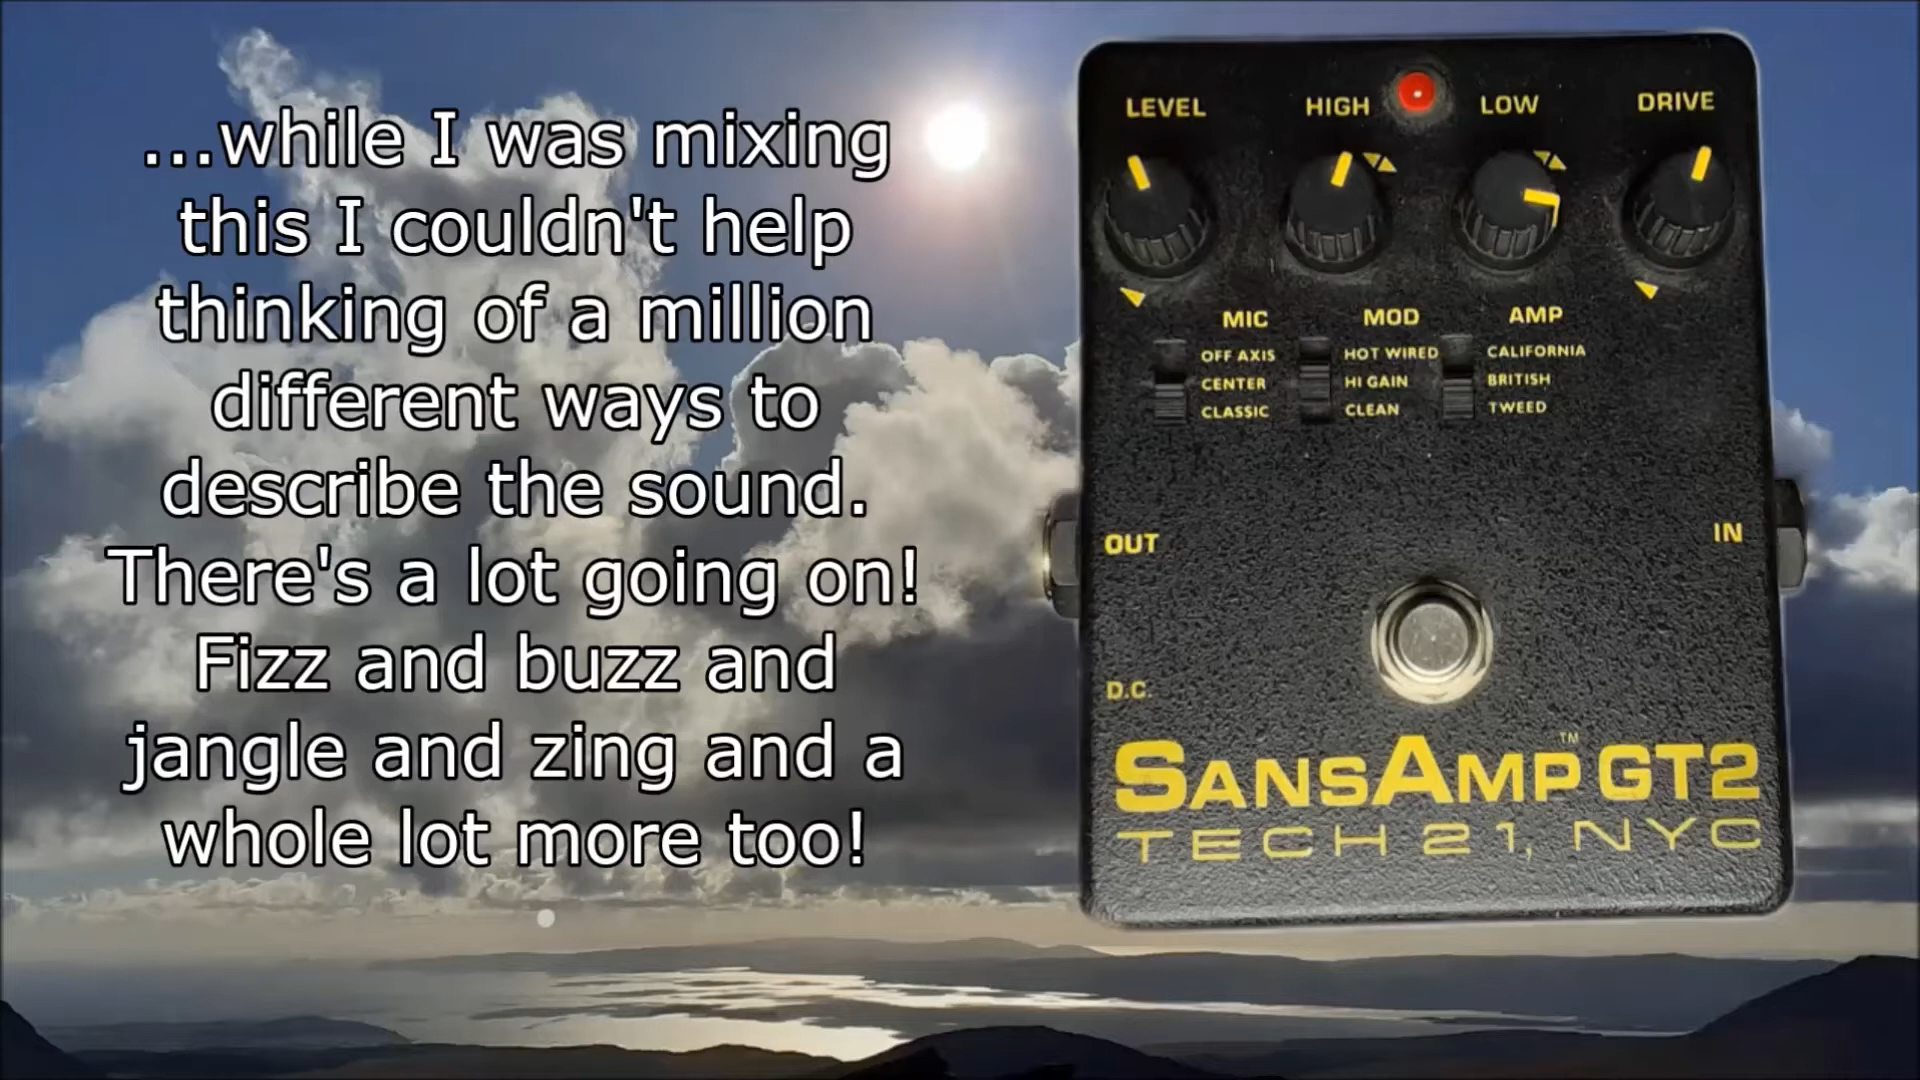 ...while I was mixing
this I couldn't help
thinking of a million
different ways to
describe the sound.
There's a lot going on!
Fizz and buzz and
jangle and zing and a
whole lot more too!
LEVEL HIGH LOW DRIVE
MIC MOD AMP
OFF AXIS HOT WIRED CALIFORNIA
CENTER HI GAIN BRITISH
CLASSIC CLEAN TWEED
OUT IN
D.C.
SANSAMP™ GT2
TECH 21, NYC